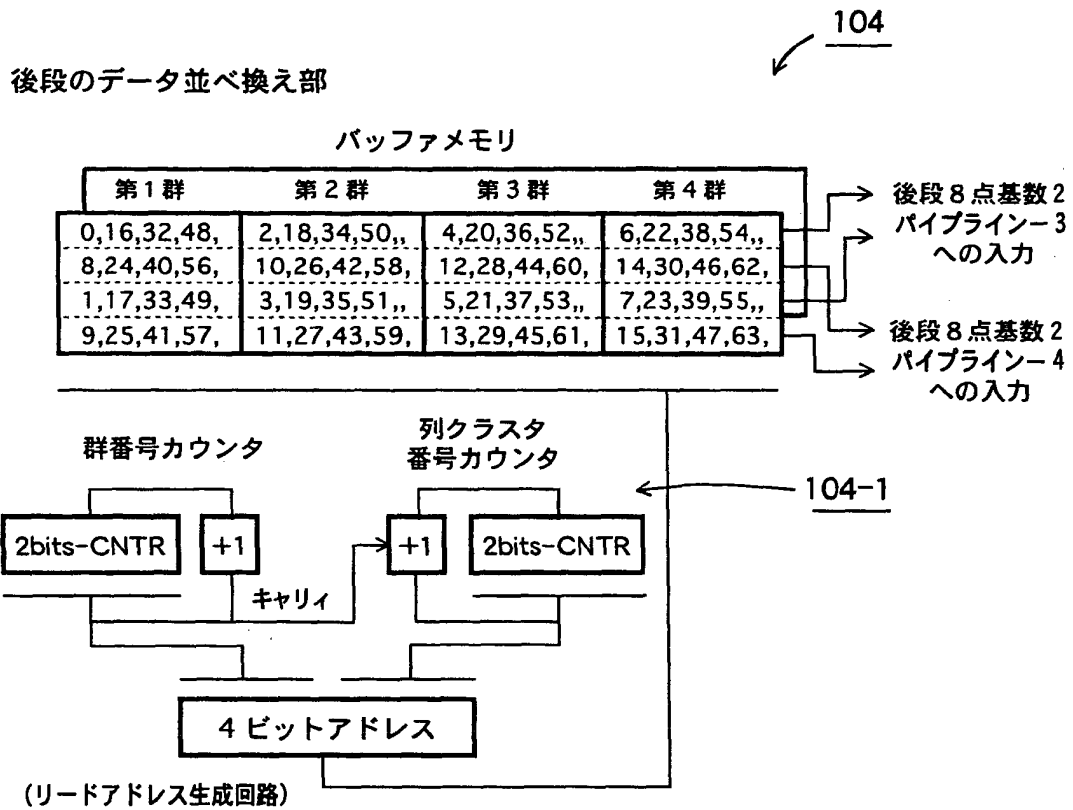 104
後段のデータ並べ換え部
バッファメモリ
第1群 第2群 第3群 第4群
0,16,32,48, 2,18,34,50,, 4,20,36,52,, 6,22,38,54,,
8,24,40,56, 10,26,42,58, 12,28,44,60, 14,30,46,62,
1,17,33,49, 3,19,35,51,, 5,21,37,53,, 7,23,39,55,,
9,25,41,57, 11,27,43,59, 13,29,45,61, 15,31,47,63,
後段8点基数2
パイプラインー3
への入力
後段8点基数2
パイプラインー4
への入力
群番号カウンタ
列クラスタ
番号カウンタ
104-1
2bits-CNTR +1 +1 2bits-CNTR
キャリィ
4ビットアドレス
(リードアドレス生成回路)